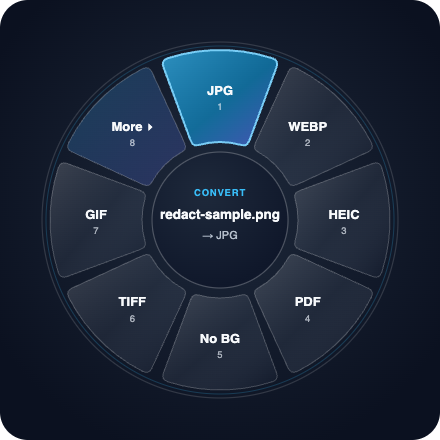 JPG
1
WEBP
2
HEIC
3
PDF
4
No BG
5
TIFF
6
GIF
7
More ▸
8
CONVERT
redact-sample.png
→ JPG